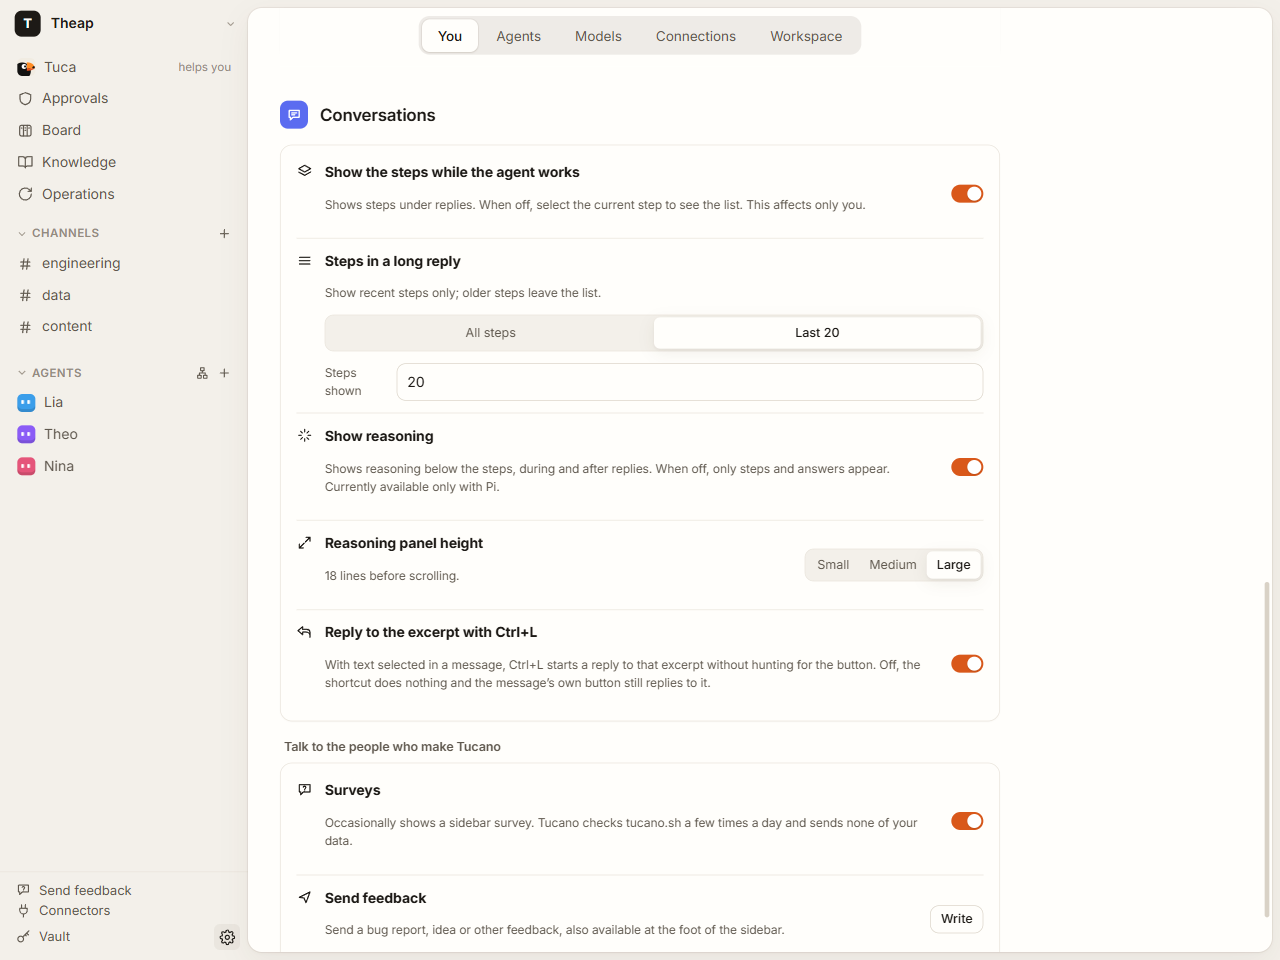 T Theap
Tuca helps you
Approvals
Board
Knowledge
Operations
CHANNELS
engineering
data
content
AGENTS
Lia
Theo
Nina
Send feedback
Connectors
Vault
You Agents Models Connections Workspace
Conversations
Show the steps while the agent works
Shows steps under replies. When off, select the current step to see the list. This affects only you.
Steps in a long reply
Show recent steps only; older steps leave the list.
All steps Last 20
Steps shown 20
Show reasoning
Shows reasoning below the steps, during and after replies. When off, only steps and answers appear.
Currently available only with Pi.
Reasoning panel height
18 lines before scrolling.
Small Medium Large
Reply to the excerpt with Ctrl+L
With text selected in a message, Ctrl+L starts a reply to that excerpt without hunting for the button. Off, the
shortcut does nothing and the message’s own button still replies to it.
Talk to the people who make Tucano
Surveys
Occasionally shows a sidebar survey. Tucano checks tucano.sh a few times a day and sends none of your
data.
Send feedback
Send a bug report, idea or other feedback, also available at the foot of the sidebar.
Write